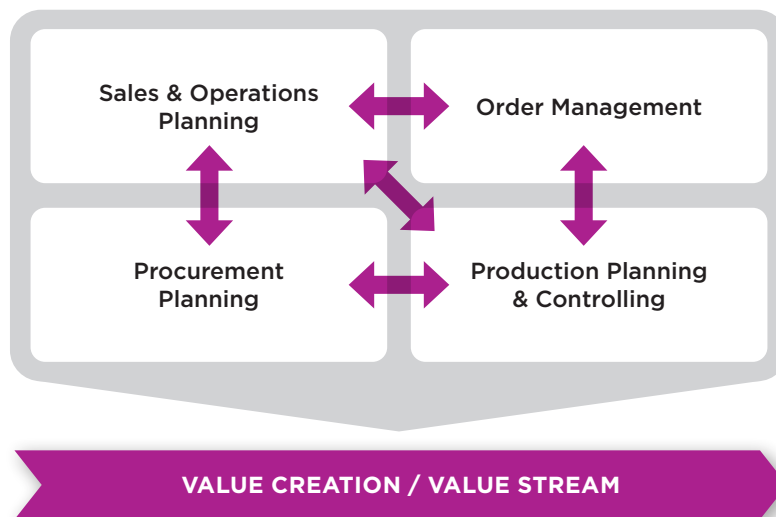 Sales & Operations
Planning
Order Management
Procurement
Planning
Production Planning
& Controlling
VALUE CREATION / VALUE STREAM